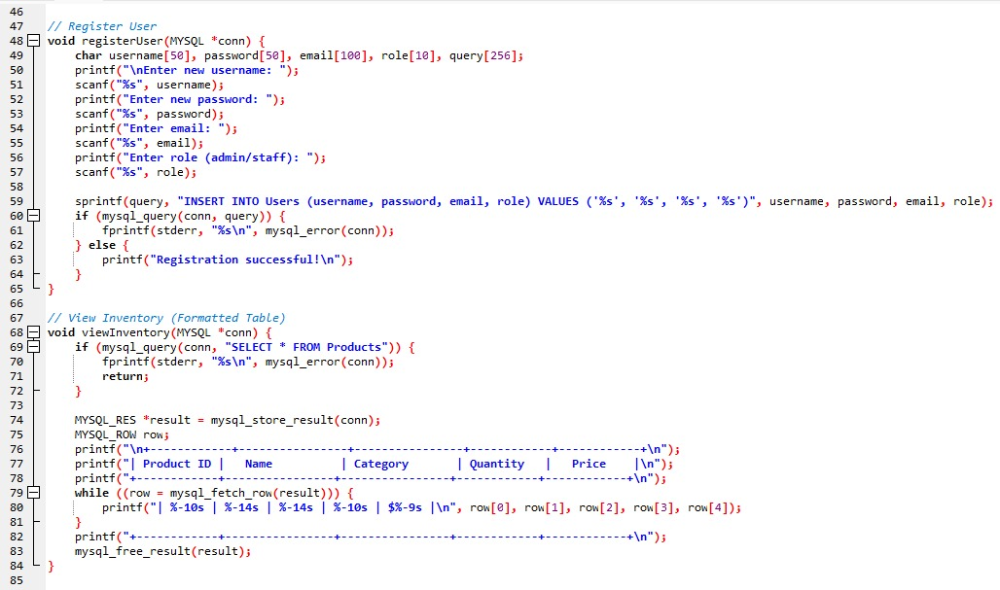 46
47 // Register User
48 void registerUser(MYSQL *conn) {
49     char username[50], password[50], email[100], role[10], query[256];
50     printf("\nEnter new username: ");
51     scanf("%s", username);
52     printf("Enter new password: ");
53     scanf("%s", password);
54     printf("Enter email: ");
55     scanf("%s", email);
56     printf("Enter role (admin/staff): ");
57     scanf("%s", role);
58
59     sprintf(query, "INSERT INTO Users (username, password, email, role) VALUES ('%s', '%s', '%s', '%s')", username, password, email, role);
60     if (mysql_query(conn, query)) {
61         fprintf(stderr, "%s\n", mysql_error(conn));
62     } else {
63         printf("Registration successful!\n");
64     }
65 }
66
67 // View Inventory (Formatted Table)
68 void viewInventory(MYSQL *conn) {
69     if (mysql_query(conn, "SELECT * FROM Products")) {
70         fprintf(stderr, "%s\n", mysql_error(conn));
71         return;
72     }
73
74     MYSQL_RES *result = mysql_store_result(conn);
75     MYSQL_ROW row;
76     printf("\n+------------+----------------+----------------+------------+------------+\n");
77     printf("| Product ID |   Name          | Category       | Quantity   |   Price    |\n");
78     printf("+------------+----------------+----------------+------------+------------+\n");
79     while ((row = mysql_fetch_row(result))) {
80         printf("| %-10s | %-14s | %-14s | %-10s | $%-9s |\n", row[0], row[1], row[2], row[3], row[4]);
81     }
82     printf("+------------+----------------+----------------+------------+------------+\n");
83     mysql_free_result(result);
84 }
85